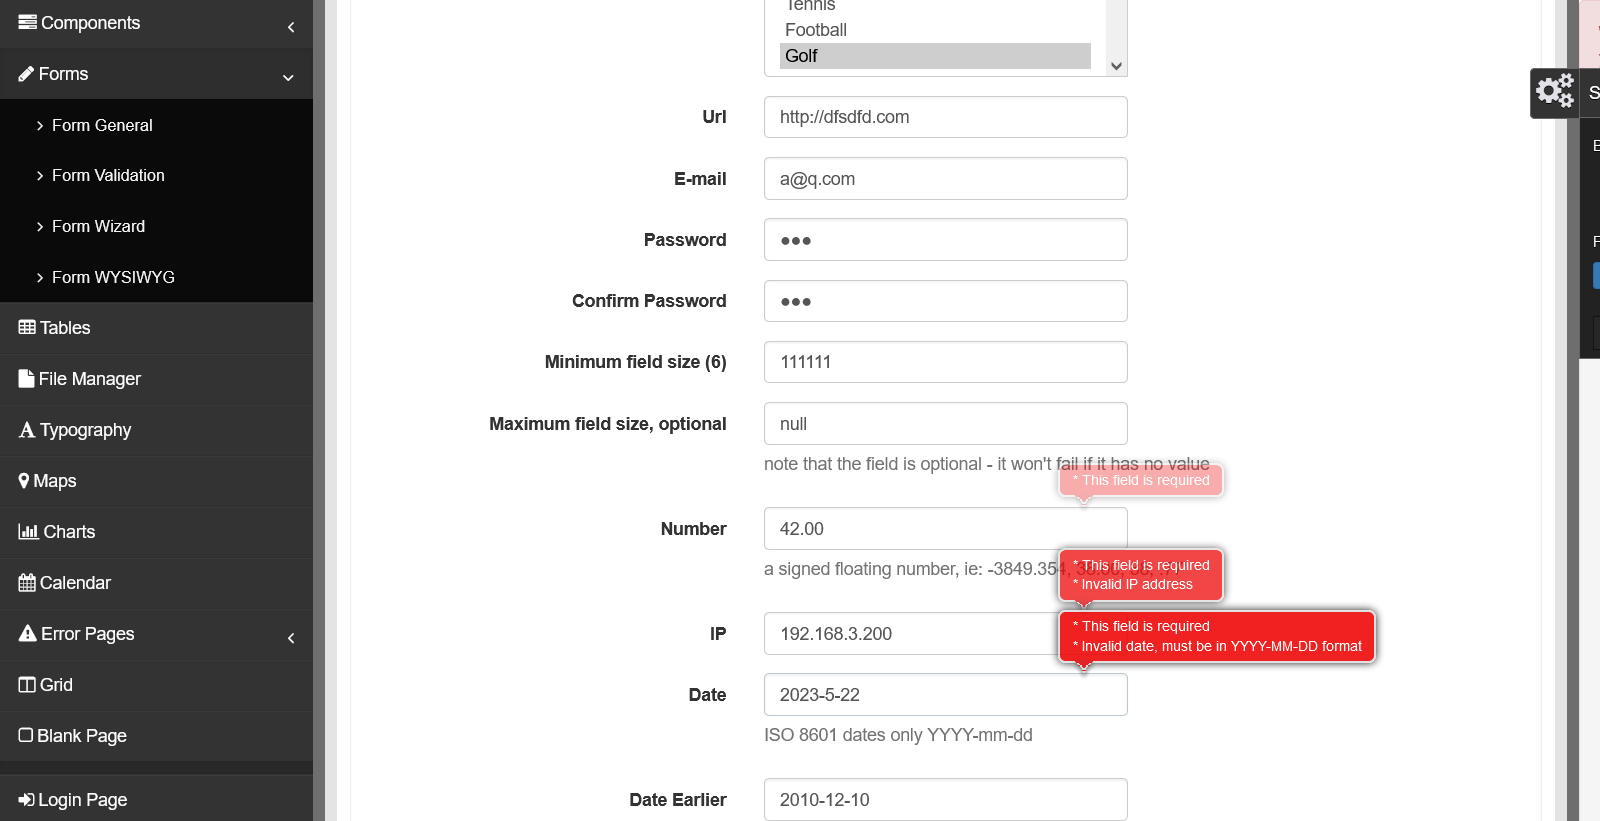 Components
Forms
Form General
Form Validation
Form Wizard
Form WYSIWYG
Tables
File Manager
Typography
Maps
Charts
Calendar
Error Pages
Grid
Blank Page
Login Page
Tennis
Football
Golf
Url
http://dfsdfd.com
E-mail
a@q.com
Password
●●●
Confirm Password
●●●
Minimum field size (6)
111111
Maximum field size, optional
null
note that the field is optional - it won't fail if it has no value
* This field is required
Number
42.00
a signed floating number, ie: -3849.354,
* This field is required
* Invalid IP address
IP
192.168.3.200
* This field is required
* Invalid date, must be in YYYY-MM-DD format
Date
2023-5-22
ISO 8601 dates only YYYY-mm-dd
Date Earlier
2010-12-10